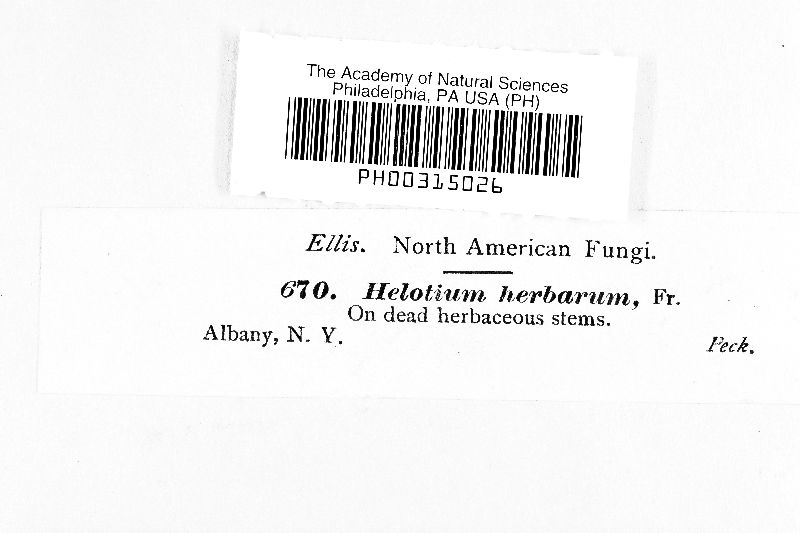 The Academy of Natural Sciences
Philadelphia, PA USA (PH)
PH00315026
Ellis. North American Fungi.
670. Helotium herbarum, Fr.
On dead herbaceous stems.
Albany, N. Y. Peck.